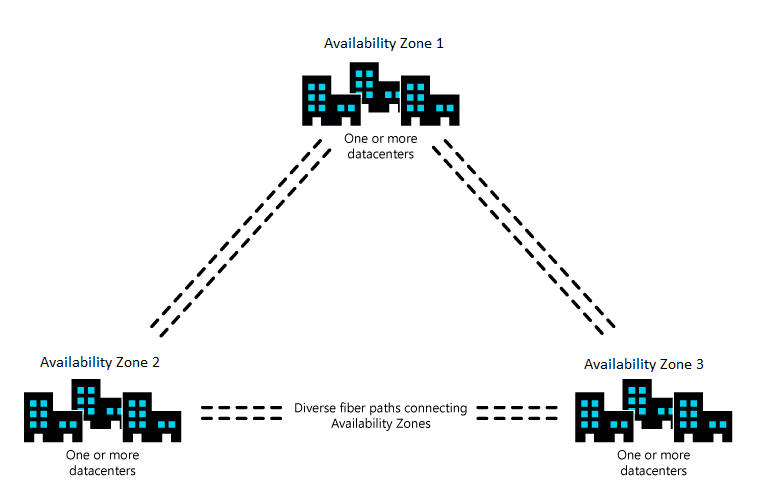 Availability Zone 1
One or more
datacenters
Availability Zone 2
One or more
datacenters
Diverse fiber paths connecting
Availability Zones
Availability Zone 3
One or more
datacenters